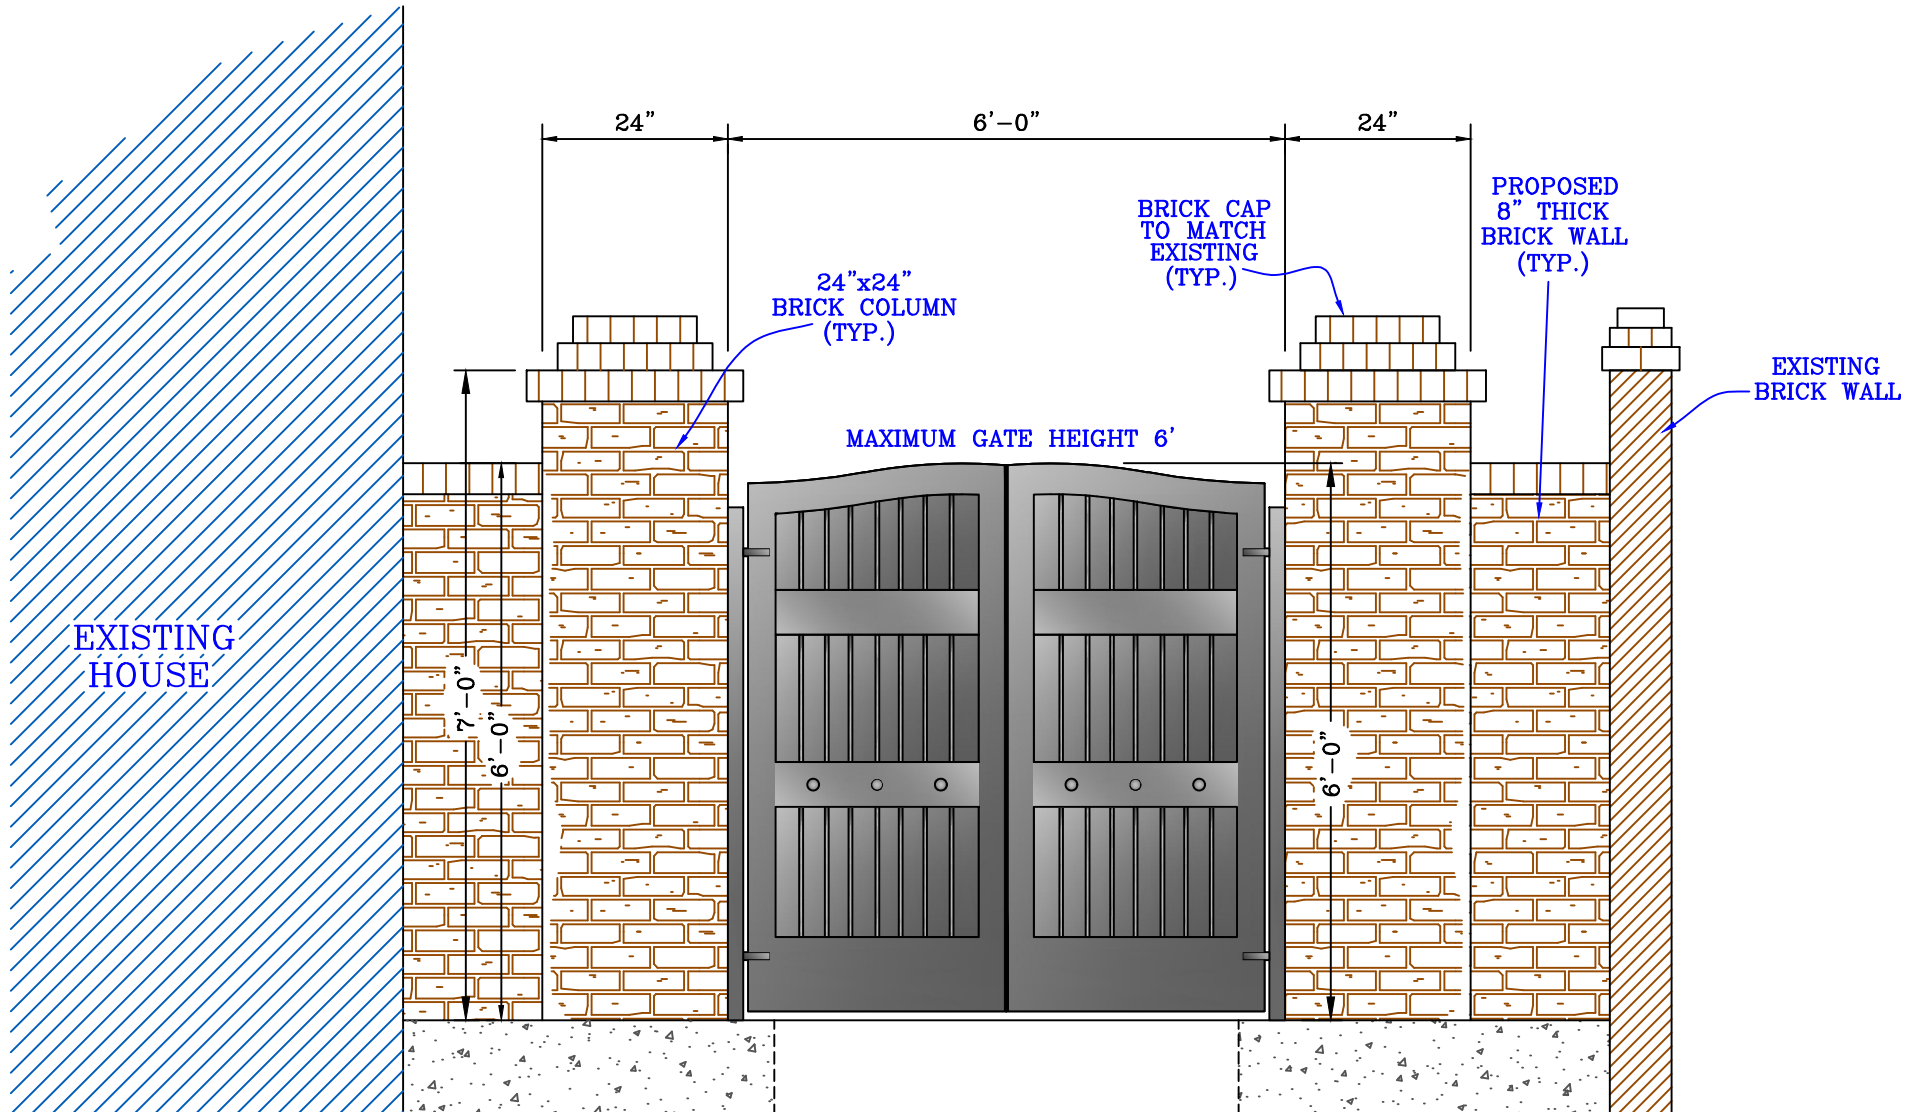 24"
6'-0"
24"
PROPOSED
8" THICK
BRICK WALL
(TYP.)
BRICK CAP
TO MATCH
EXISTING
(TYP.)
24"x24"
BRICK COLUMN
(TYP.)
EXISTING
BRICK WALL
MAXIMUM GATE HEIGHT 6'
EXISTING
HOUSE
7'-0"
6'-0"
6'-0"